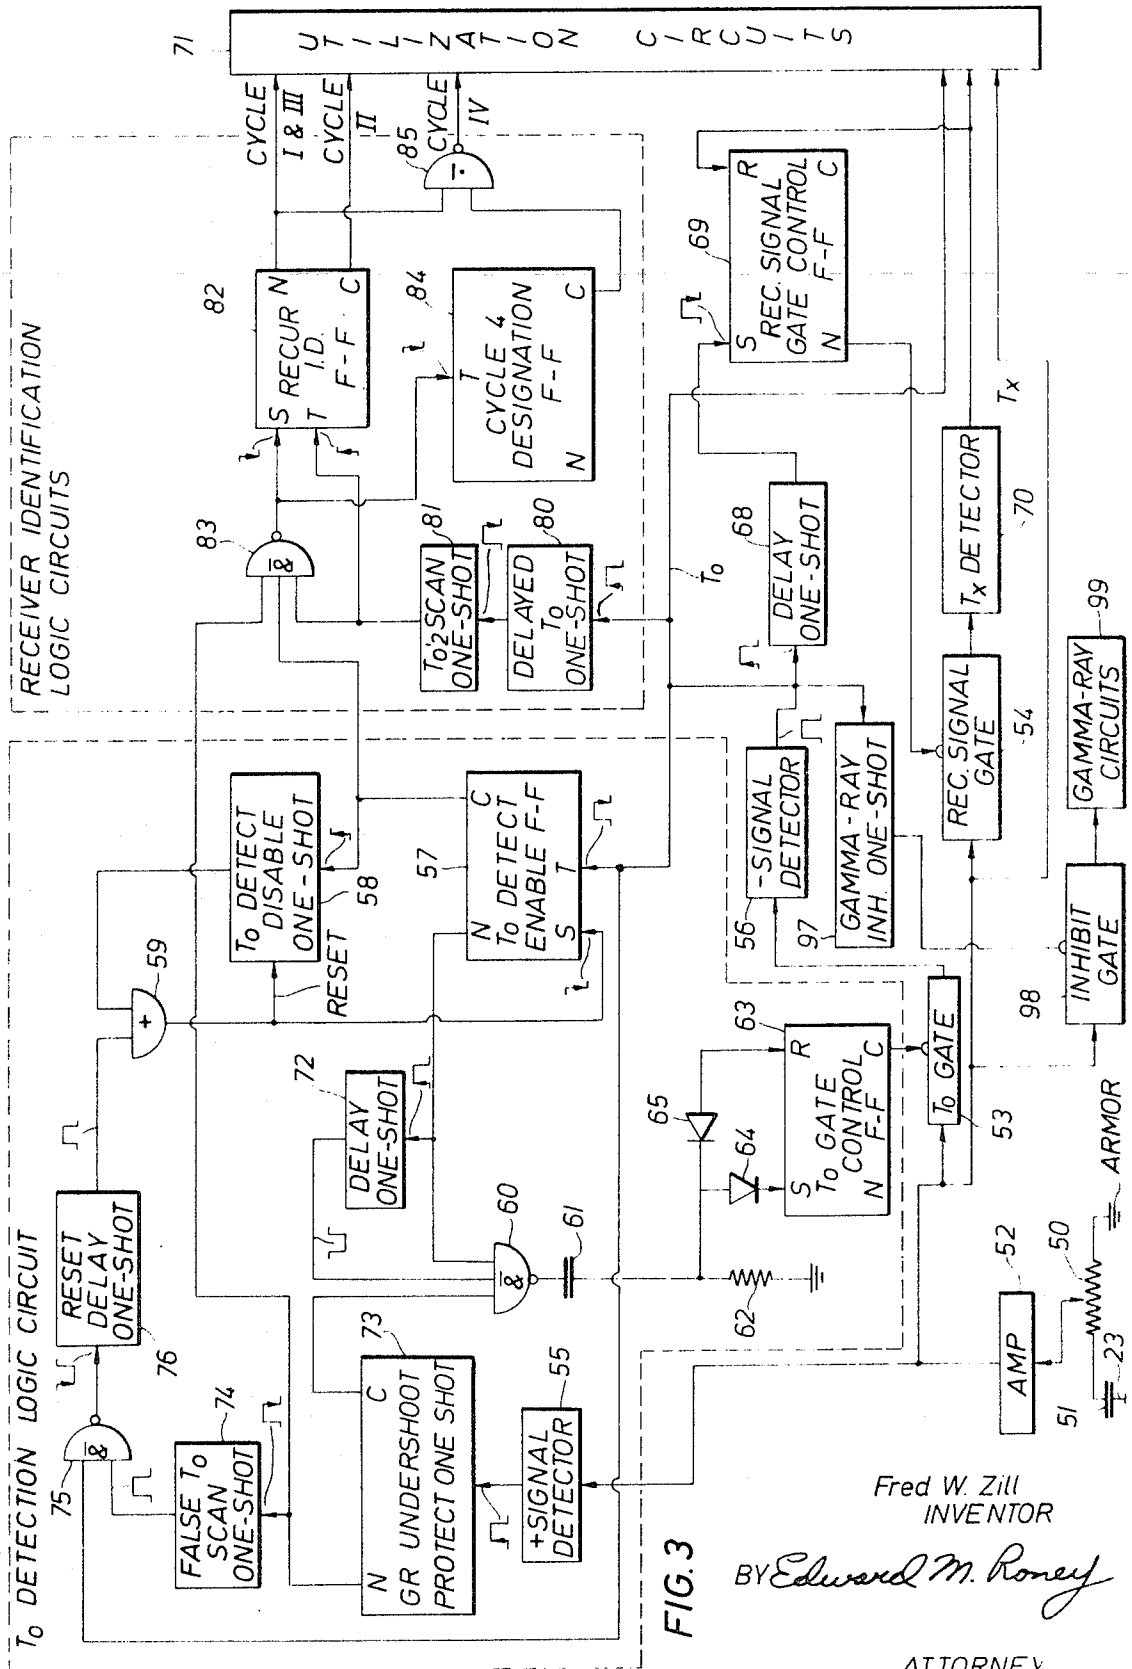 T0 DETECTION LOGIC CIRCUIT
75
&
76
RESET
DELAY
ONE-SHOT
74
FALSE T0
SCAN
ONE-SHOT
73
N
C
GR UNDERSHOOT
PROTECT ONE SHOT
55
+SIGNAL
DETECTOR
59
+
RESET
58
T0 DETECT
DISABLE
ONE-SHOT
72
DELAY
ONE-SHOT
57
N
C
T0 DETECT
ENABLE F-F
S
T
60
&
61
62
65
64
63
S
R
T0 GATE
CONTROL
F-F
N
C
RECEIVER IDENTIFICATION
LOGIC CIRCUITS
83
&
82
S
N
RECUR
I.D.
F-F
T
C
81
T0'2 SCAN
ONE-SHOT
80
DELAYED
T0
ONE-SHOT
84
T
CYCLE 4
DESIGNATION
F-F
N
C
85
CYCLE
I & III
CYCLE
II
CYCLE
IV
71
UTILIZATION CIRCUITS
T0
56
-SIGNAL
DETECTOR
68
DELAY
ONE-SHOT
69
S
R
REC. SIGNAL
GATE CONTROL
F-F
N
C
97
GAMMA-RAY
INH. ONE-SHOT
53
T0 GATE
54
REC. SIGNAL
GATE
70
Tx DETECTOR
Tx
98
INHIBIT
GATE
99
GAMMA-RAY
CIRCUITS
52
AMP
51
23
50
ARMOR
FIG. 3
Fred W. Zill
INVENTOR
BY Edward M. Roney
ATTORNEY